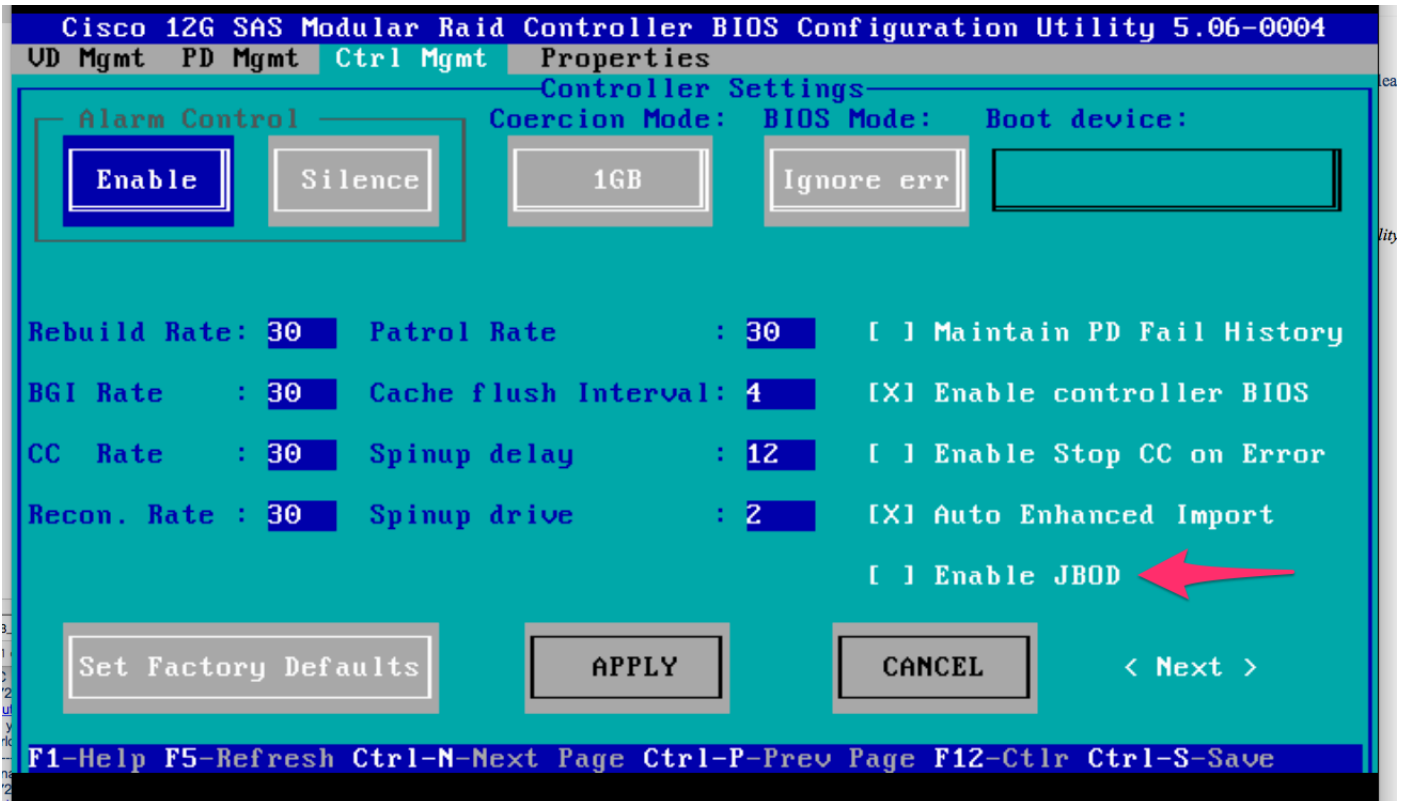 Cisco 12G SAS Modular Raid Controller BIOS Configuration Utility 5.06-0004
VD Mgmt PD Mgmt Ctrl Mgmt Properties
Controller Settings
Alarm Control Coercion Mode: BIOS Mode: Boot device:
Enable Silence 1GB Ignore err
Rebuild Rate: 30 Patrol Rate : 30 [ ] Maintain PD Fail History
BGI Rate : 30 Cache flush Interval: 4 [X] Enable controller BIOS
CC Rate : 30 Spinup delay : 12 [ ] Enable Stop CC on Error
Recon. Rate : 30 Spinup drive : 2 [X] Auto Enhanced Import
[ ] Enable JBOD
Set Factory Defaults APPLY CANCEL < Next >
F1-Help F5-Refresh Ctrl-N-Next Page Ctrl-P-Prev Page F12-Ctlr Ctrl-S-Save